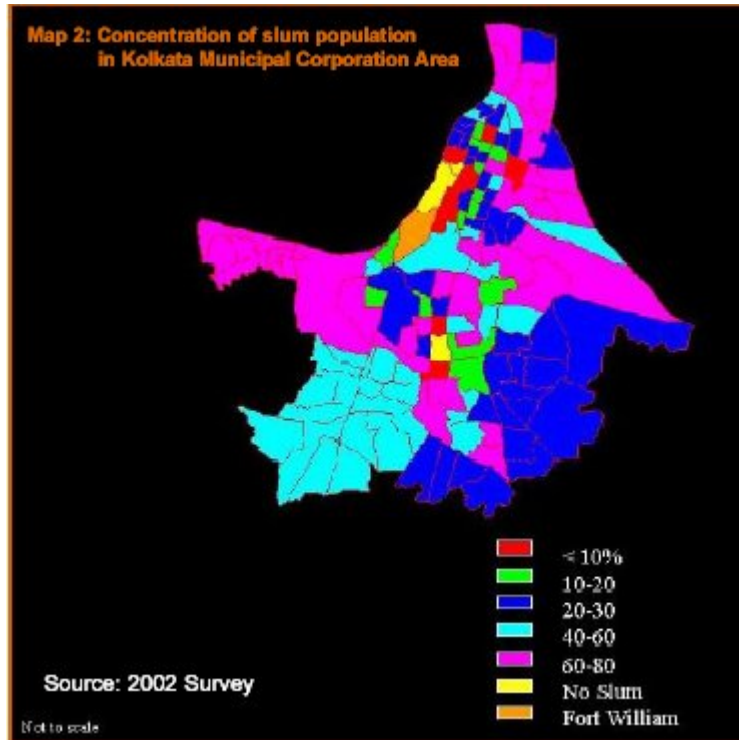 Map 2: Concentration of slum population
in Kolkata Municipal Corporation Area
< 10%
10-20
20-30
40-60
60-80
No Slum
Fort William
Source: 2002 Survey
Not to scale